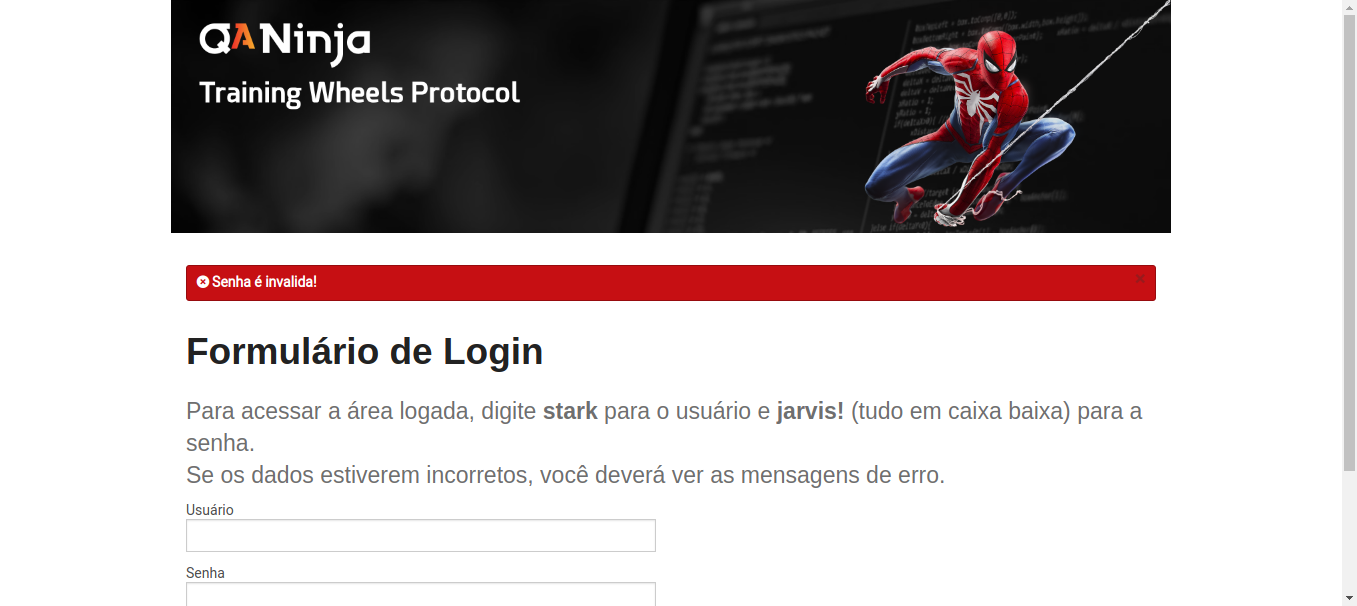 QANinja
Training Wheels Protocol
Senha é invalida!
×
Formulário de Login
Para acessar a área logada, digite stark para o usuário e jarvis! (tudo em caixa baixa) para a
senha.
Se os dados estiverem incorretos, você deverá ver as mensagens de erro.
Usuário
Senha